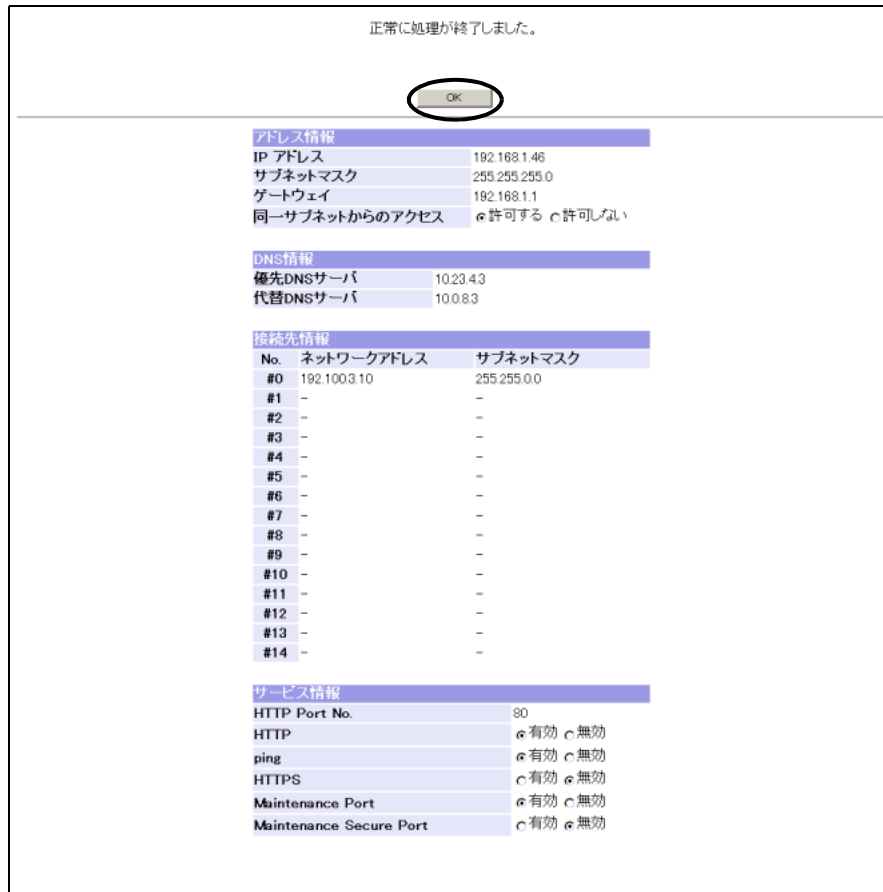 正常に処理が終了しました。
OK
アドレス情報
IP アドレス 192.168.1.46
サブネットマスク 255.255.255.0
ゲートウェイ 192.168.1.1
同一サブネットからのアクセス 許可する 許可しない
DNS情報
優先DNSサーバ 10.23.4.3
代替DNSサーバ 10.0.8.3
接続先情報
No. ネットワークアドレス サブネットマスク
#0 192.100.3.10 255.255.0.0
#1 - -
#2 - -
#3 - -
#4 - -
#5 - -
#6 - -
#7 - -
#8 - -
#9 - -
#10 - -
#11 - -
#12 - -
#13 - -
#14 - -
サービス情報
HTTP Port No. 80
HTTP 有効 無効
ping 有効 無効
HTTPS 有効 無効
Maintenance Port 有効 無効
Maintenance Secure Port 有効 無効